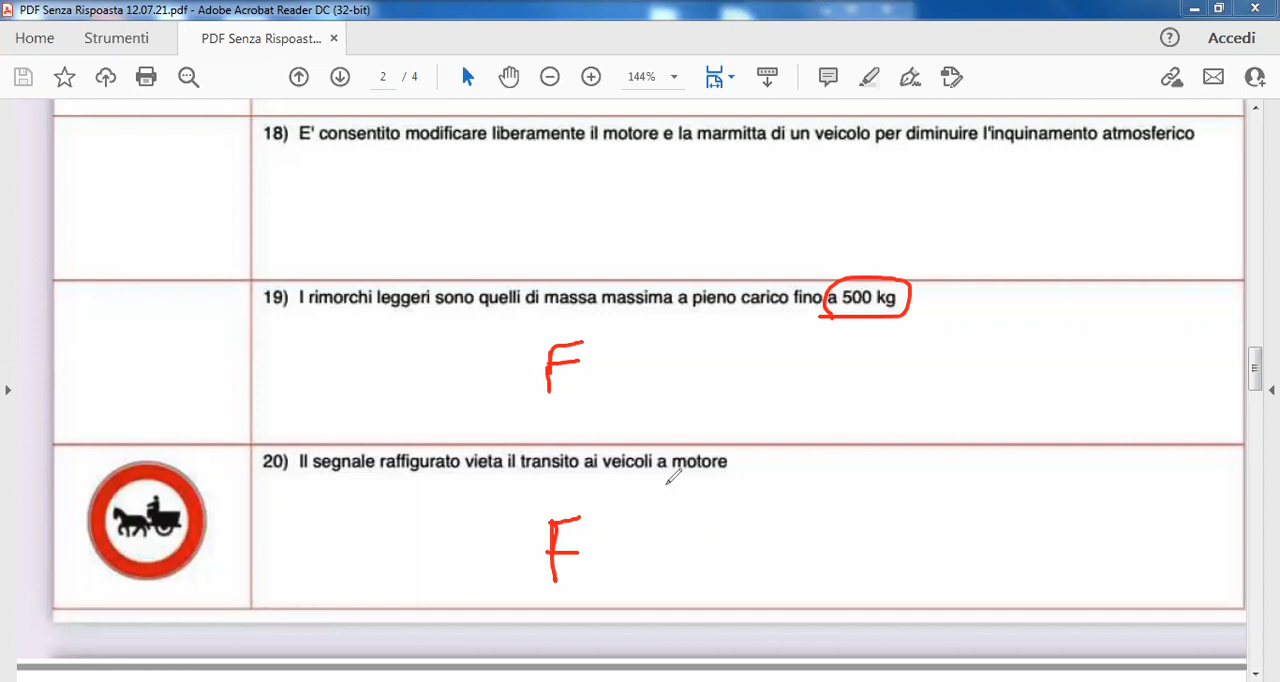 PDF Senza Rispoasta 12.07.21.pdf - Adobe Acrobat Reader DC (32-bit)
Home Strumenti PDF Senza Rispoast... × ? Accedi
2 / 4 144%
18) E' consentito modificare liberamente il motore e la marmitta di un veicolo per diminuire l'inquinamento atmosferico
19) I rimorchi leggeri sono quelli di massa massima a pieno carico fino a 500 kg
F
20) Il segnale raffigurato vieta il transito ai veicoli a motore
F